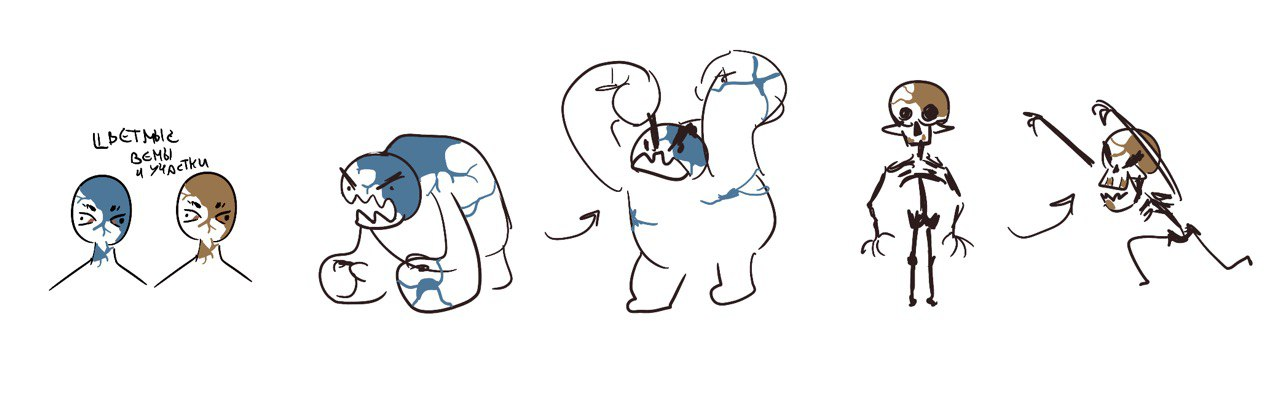 Цветные
вены
и участки